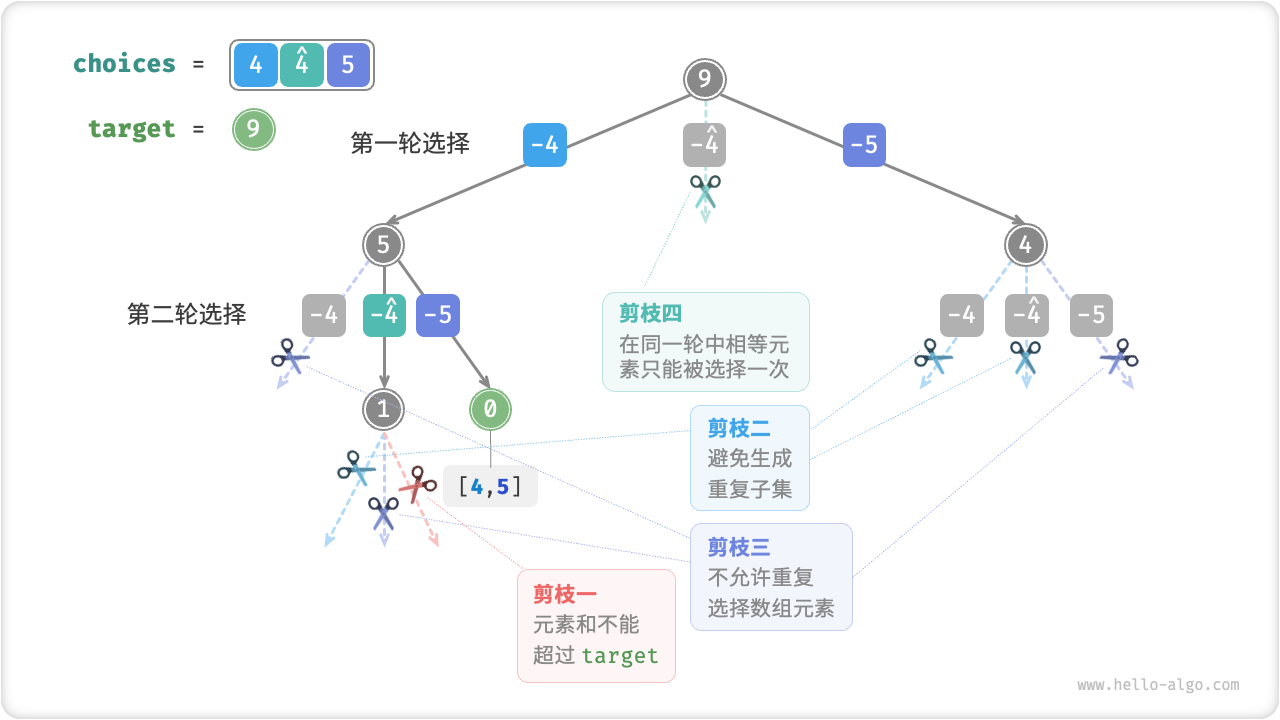 choices = 4 4̂ 5
target = 9
9
第一轮选择 -4 -4̂ -5
5 4
第二轮选择 -4 -4̂ -5 -4 -4̂ -5
剪枝四
在同一轮中相等元
素只能被选择一次
1 0
[4,5]
剪枝二
避免生成
重复子集
剪枝三
不允许重复
选择数组元素
剪枝一
元素和不能
超过 target
www.hello-algo.com